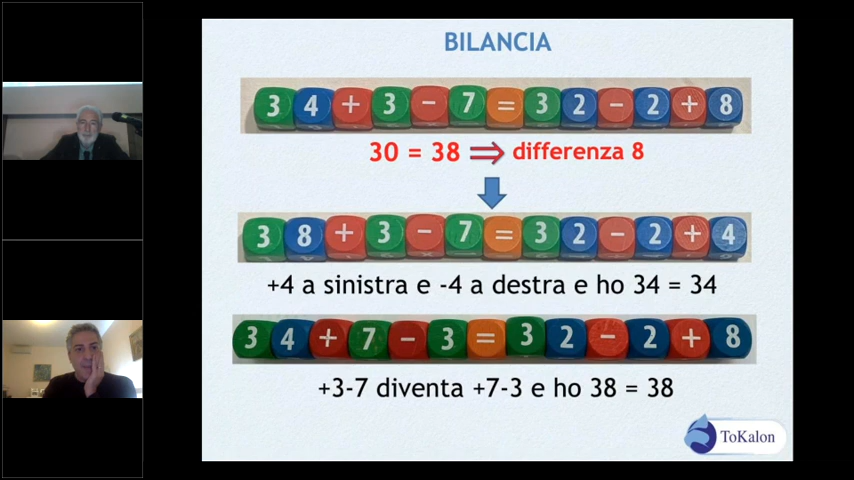 BILANCIA
34+3-7=32-2+8
30 = 38 ⇒ differenza 8
38+3-7=32-2+4
+4 a sinistra e -4 a destra e ho 34 = 34
34+7-3=32-2+8
+3-7 diventa +7-3 e ho 38 = 38
ToKalon